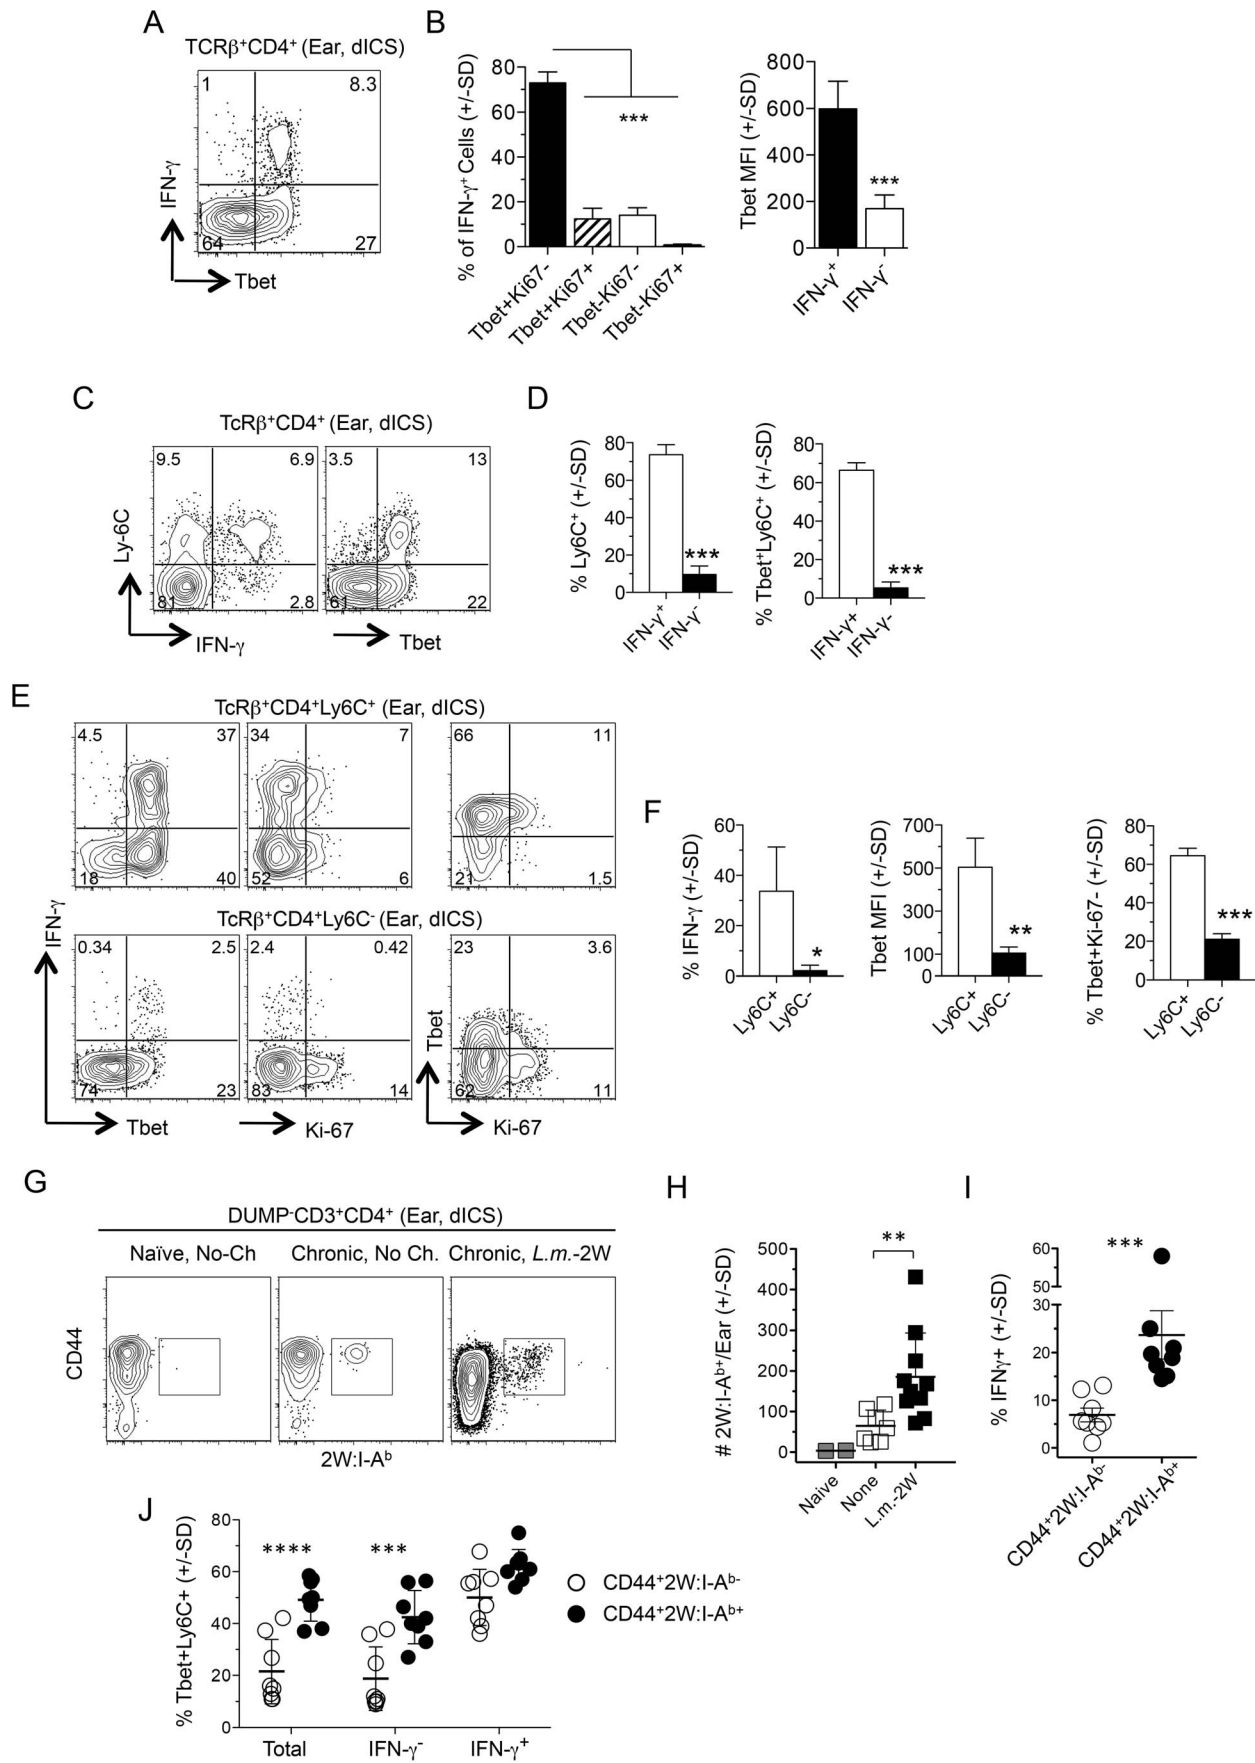 A
TCRβ⁺CD4⁺ (Ear, dICS)
1 8.3
64 27
IFN-γ
Tbet
B
% of IFN-γ⁺ Cells (+/-SD)
80
60
40
20
0
***
Tbet+Ki67-
Tbet+Ki67+
Tbet-Ki67-
Tbet-Ki67+
Tbet MFI (+/-SD)
800
600
400
200
0
***
IFN-γ⁺
IFN-γ⁻
C
TcRβ⁺CD4⁺ (Ear, dICS)
9.5 6.9
81 2.8
3.5 13
61 22
Ly-6C
IFN-γ
Tbet
D
% Ly6C⁺ (+/-SD)
80
60
40
20
0
***
IFN-γ⁺
IFN-γ⁻
% Tbet⁺Ly6C⁺ (+/-SD)
80
60
40
20
0
***
IFN-γ+
IFN-γ-
E
TcRβ⁺CD4⁺Ly6C⁺ (Ear, dICS)
4.5 37
18 40
34 7
52 6
66 11
21 1.5
TcRβ⁺CD4⁺Ly6C⁻ (Ear, dICS)
0.34 2.5
74 23
2.4 0.42
83 14
23 3.6
62 11
IFN-γ
Tbet
Ki-67
Tbet
Ki-67
F
% IFN-γ (+/-SD)
60
40
20
0
*
Ly6C+
Ly6C-
Tbet MFI (+/-SD)
700
500
300
100
0
**
Ly6C+
Ly6C-
% Tbet+Ki-67- (+/-SD)
80
60
40
20
0
***
Ly6C+
Ly6C-
G
DUMP⁻CD3⁺CD4⁺ (Ear, dICS)
Naïve, No-Ch Chronic, No Ch. Chronic, L.m.-2W
CD44
2W:I-Aᵇ
H
# 2W:I-Aᵇ⁺/Ear (+/-SD)
500
400
300
200
100
0
**
Naive
None
L.m.-2W
I
% IFNγ+ (+/-SD)
60
50
30
20
10
0
***
CD44⁺2W:I-Aᵇ⁻
CD44⁺2W:I-Aᵇ⁺
J
% Tbet+Ly6C+ (+/-SD)
80
60
40
20
0
**** ***
Total IFN-γ⁻ IFN-γ⁺
CD44⁺2W:I-Aᵇ⁻
CD44⁺2W:I-Aᵇ⁺